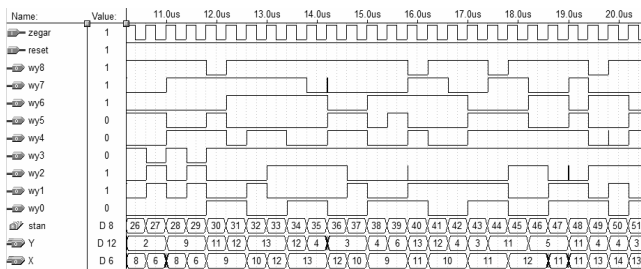 Name: Value: 11.0us 12.0us 13.0us 14.0us 15.0us 16.0us 17.0us 18.0us 19.0us 20.0us
zegar 1
reset 1
wy8 1
wy7 1
wy6 1
wy5 0
wy4 0
wy3 0
wy2 1
wy1 1
wy0 0
stan D 8 26 27 28 29 30 31 32 33 34 35 36 37 38 39 40 41 42 43 44 45 46 47 48 49 50 51
Y D 12 2 9 11 12 13 12 4 3 4 6 13 12 4 3 11 5 11 4 4 3
X D 6 8 6 8 6 9 10 12 13 12 10 9 11 10 11 12 11 11 13 14 13